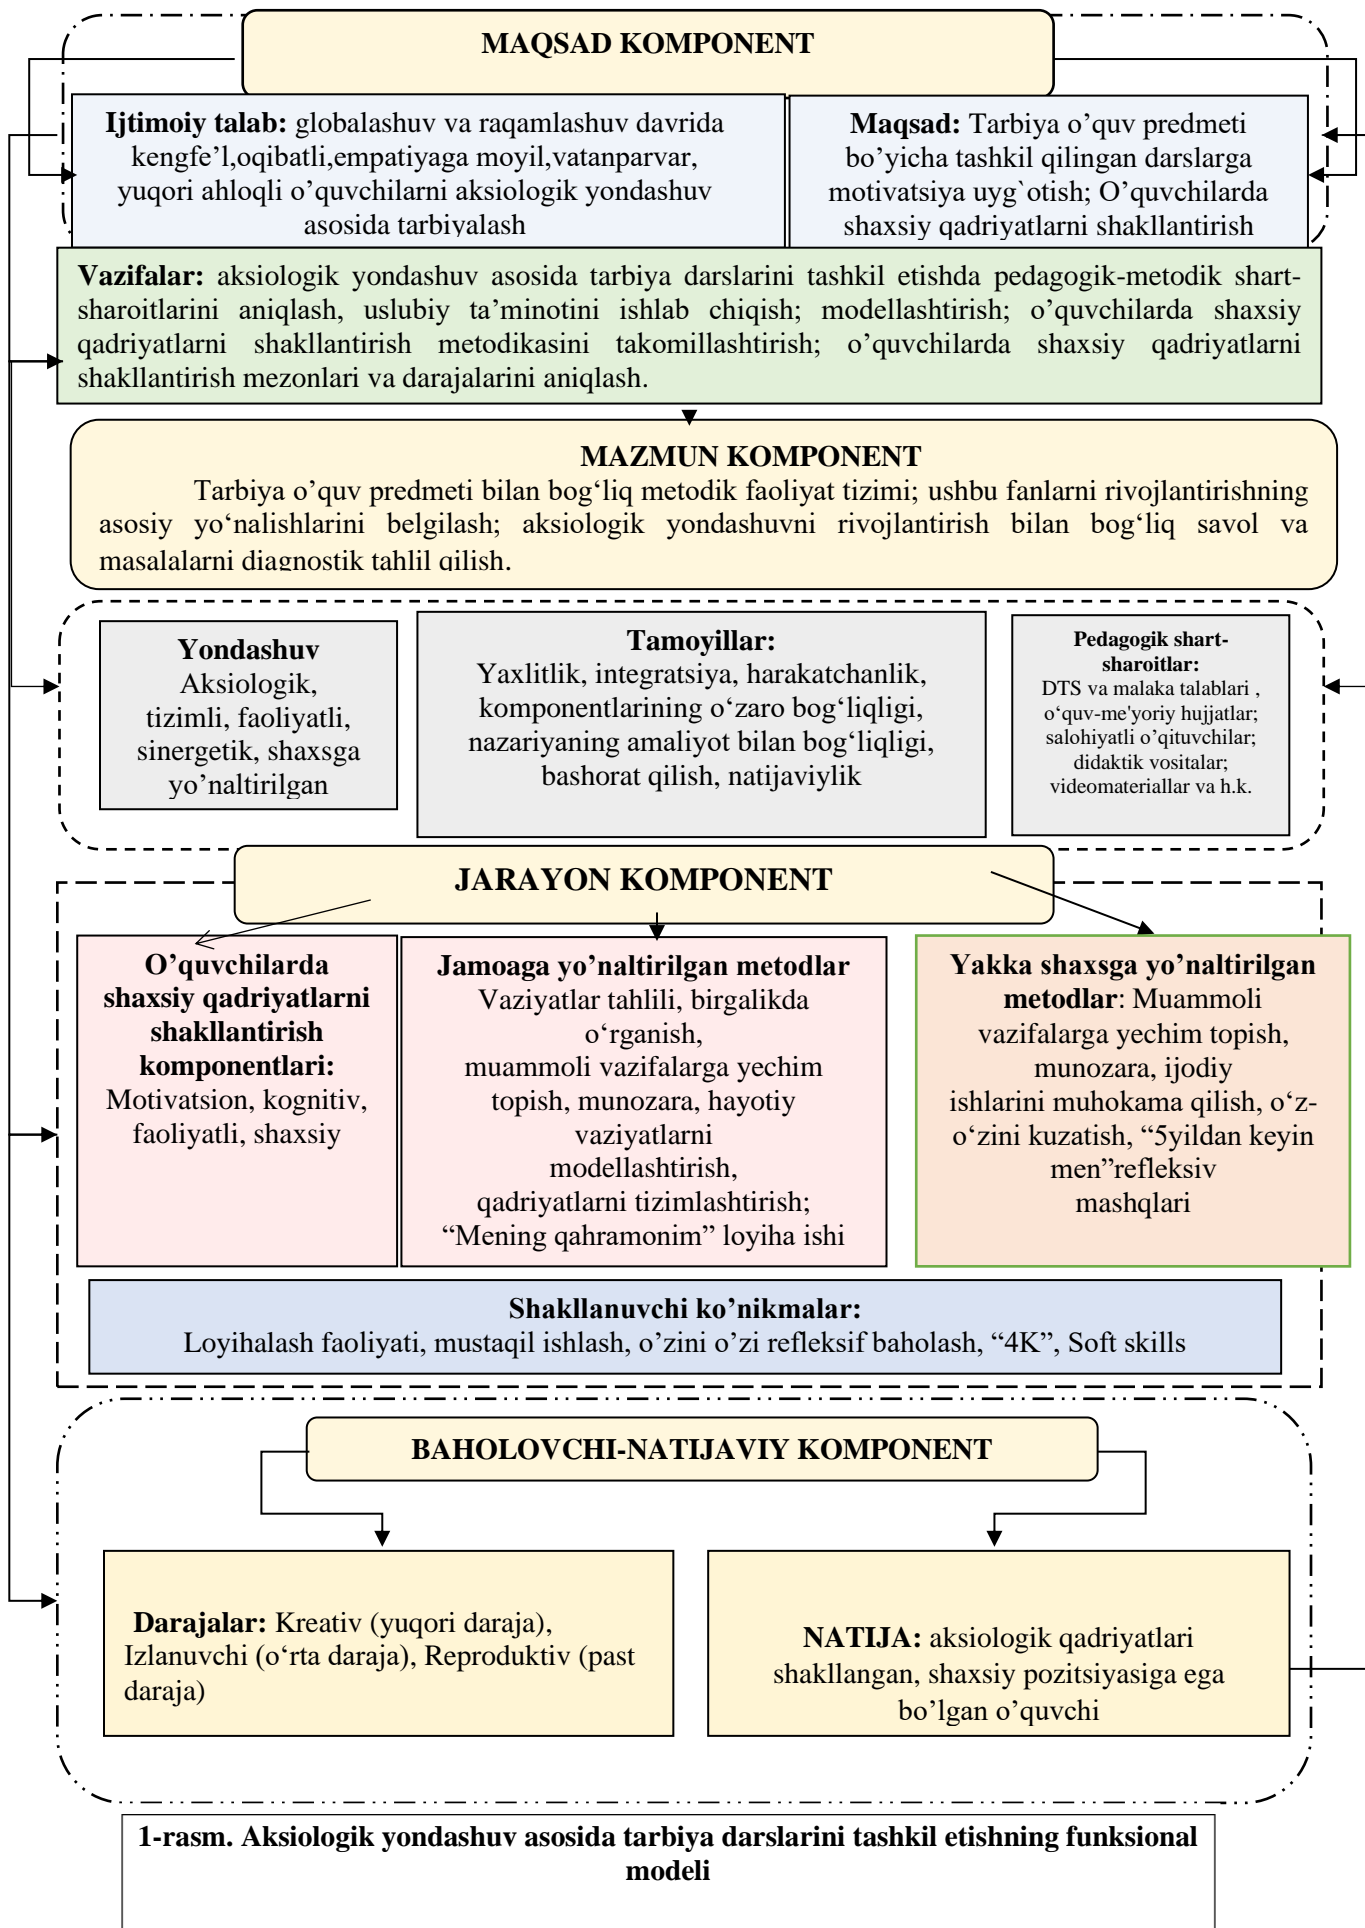 MAQSAD KOMPONENT
Ijtimoiy talab: globalashuv va raqamlashuv davrida
kengfe’l,oqibatli,empatiyaga moyil,vatanparvar,
yuqori ahloqli o’quvchilarni aksiologik yondashuv
asosida tarbiyalash
Maqsad: Tarbiya o’quv predmeti
bo’yicha tashkil qilingan darslarga
motivatsiya uyg`otish; O’quvchilarda
shaxsiy qadriyatlarni shakllantirish
Vazifalar: aksiologik yondashuv asosida tarbiya darslarini tashkil etishda pedagogik-metodik shart-
sharoitlarini aniqlash, uslubiy ta’minotini ishlab chiqish; modellashtirish; o’quvchilarda shaxsiy
qadriyatlarni shakllantirish metodikasini takomillashtirish; o’quvchilarda shaxsiy qadriyatlarni
shakllantirish mezonlari va darajalarini aniqlash.
MAZMUN KOMPONENT
Tarbiya o’quv predmeti bilan bog‘liq metodik faoliyat tizimi; ushbu fanlarni rivojlantirishning
asosiy yo‘nalishlarini belgilash; aksiologik yondashuvni rivojlantirish bilan bog‘liq savol va
masalalarni diagnostik tahlil qilish.
Yondashuv
Aksiologik,
tizimli, faoliyatli,
sinergetik, shaxsga
yo’naltirilgan
Tamoyillar:
Yaxlitlik, integratsiya, harakatchanlik,
komponentlarining o‘zaro bog‘liqligi,
nazariyaning amaliyot bilan bog‘liqligi,
bashorat qilish, natijaviylik
Pedagogik shart-
sharoitlar:
DTS va malaka talablari ,
o‘quv-me'yoriy hujjatlar;
salohiyatli o’qituvchilar;
didaktik vositalar;
videomateriallar va h.k.
JARAYON KOMPONENT
O’quvchilarda
shaxsiy qadriyatlarni
shakllantirish
komponentlari:
Motivatsion, kognitiv,
faoliyatli, shaxsiy
Jamoaga yo’naltirilgan metodlar
Vaziyatlar tahlili, birgalikda
o‘rganish,
muammoli vazifalarga yechim
topish, munozara, hayotiy
vaziyatlarni
modellashtirish,
qadriyatlarni tizimlashtirish;
“Mening qahramonim” loyiha ishi
Yakka shaxsga yo’naltirilgan
metodlar: Muammoli
vazifalarga yechim topish,
munozara, ijodiy
ishlarini muhokama qilish, o‘z-
o‘zini kuzatish, “5yildan keyin
men”refleksiv
mashqlari
Shakllanuvchi ko’nikmalar:
Loyihalash faoliyati, mustaqil ishlash, o’zini o’zi refleksif baholash, “4K”, Soft skills
BAHOLOVCHI-NATIJAVIY KOMPONENT
Darajalar: Kreativ (yuqori daraja),
Izlanuvchi (o‘rta daraja), Reproduktiv (past
daraja)
NATIJA: aksiologik qadriyatlari
shakllangan, shaxsiy pozitsiyasiga ega
bo’lgan o’quvchi
1-rasm. Aksiologik yondashuv asosida tarbiya darslarini tashkil etishning funksional
modeli